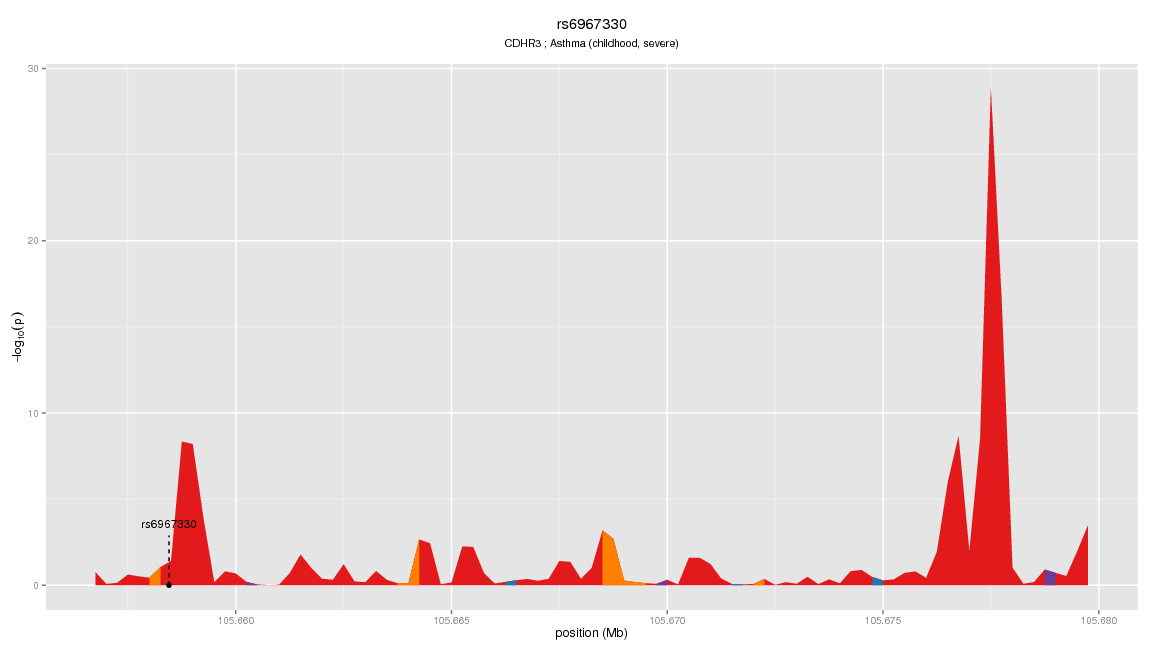 rs6967330
CDHR3 ; Asthma (childhood, severe)
30
20
10
0
−log10(p)
rs6967330
105.660
105.665
105.670
105.675
105.680
position (Mb)